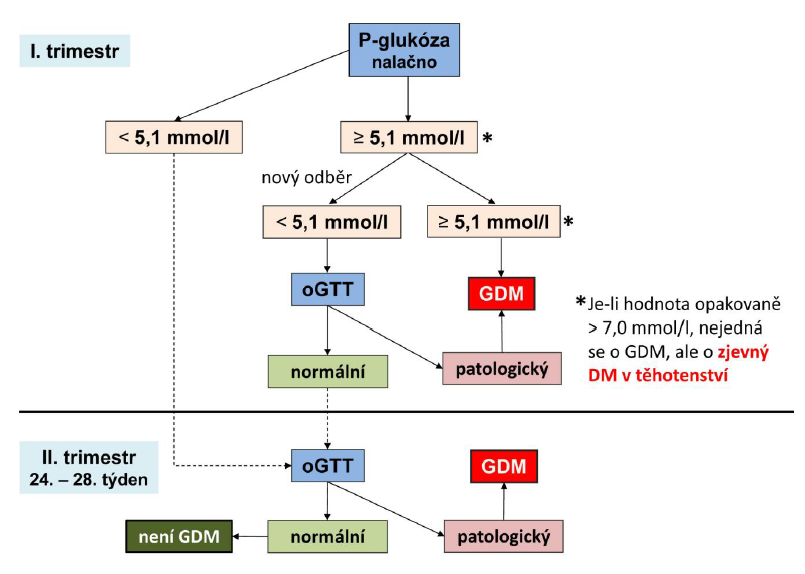 I. trimestr
P-glukóza
nalačno
< 5,1 mmol/l
≥ 5,1 mmol/l *
nový odběr
< 5,1 mmol/l
≥ 5,1 mmol/l *
oGTT
GDM
* Je-li hodnota opakovaně
> 7,0 mmol/l, nejedná
se o GDM, ale o zjevný
DM v těhotenství
normální
patologický
II. trimestr
24. – 28. týden
oGTT
GDM
není GDM
normální
patologický